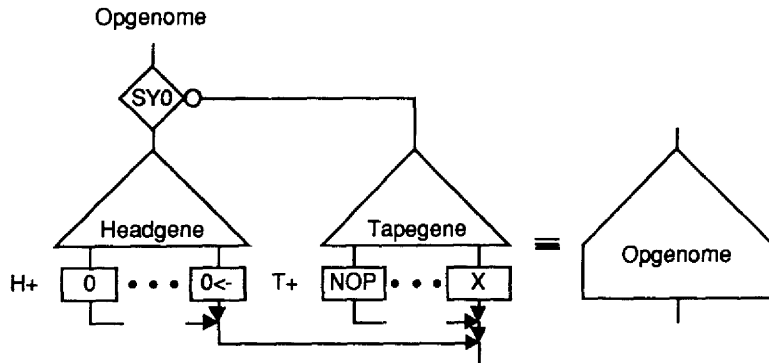 Opgenome
SY0
Headgene
Tapegene
Opgenome
H+ 0 • • • 0<- T+ NOP • • • X